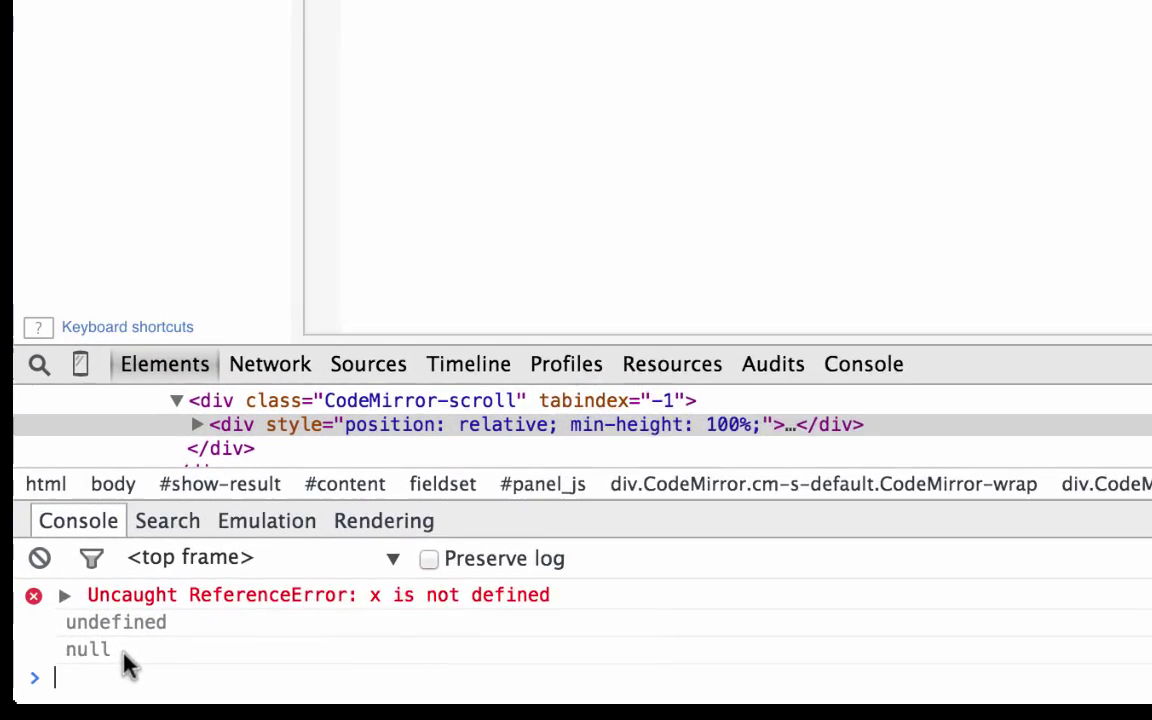 ? Keyboard shortcuts
Elements Network Sources Timeline Profiles Resources Audits Console
▼<div class="CodeMirror-scroll" tabindex="-1">
▶<div style="position: relative; min-height: 100%;">…</div>
</div>
html body #show-result #content fieldset #panel_js div.CodeMirror.cm-s-default.CodeMirror-wrap div.CodeM
Console Search Emulation Rendering
<top frame> ▼ Preserve log
▶ Uncaught ReferenceError: x is not defined
undefined
null
>